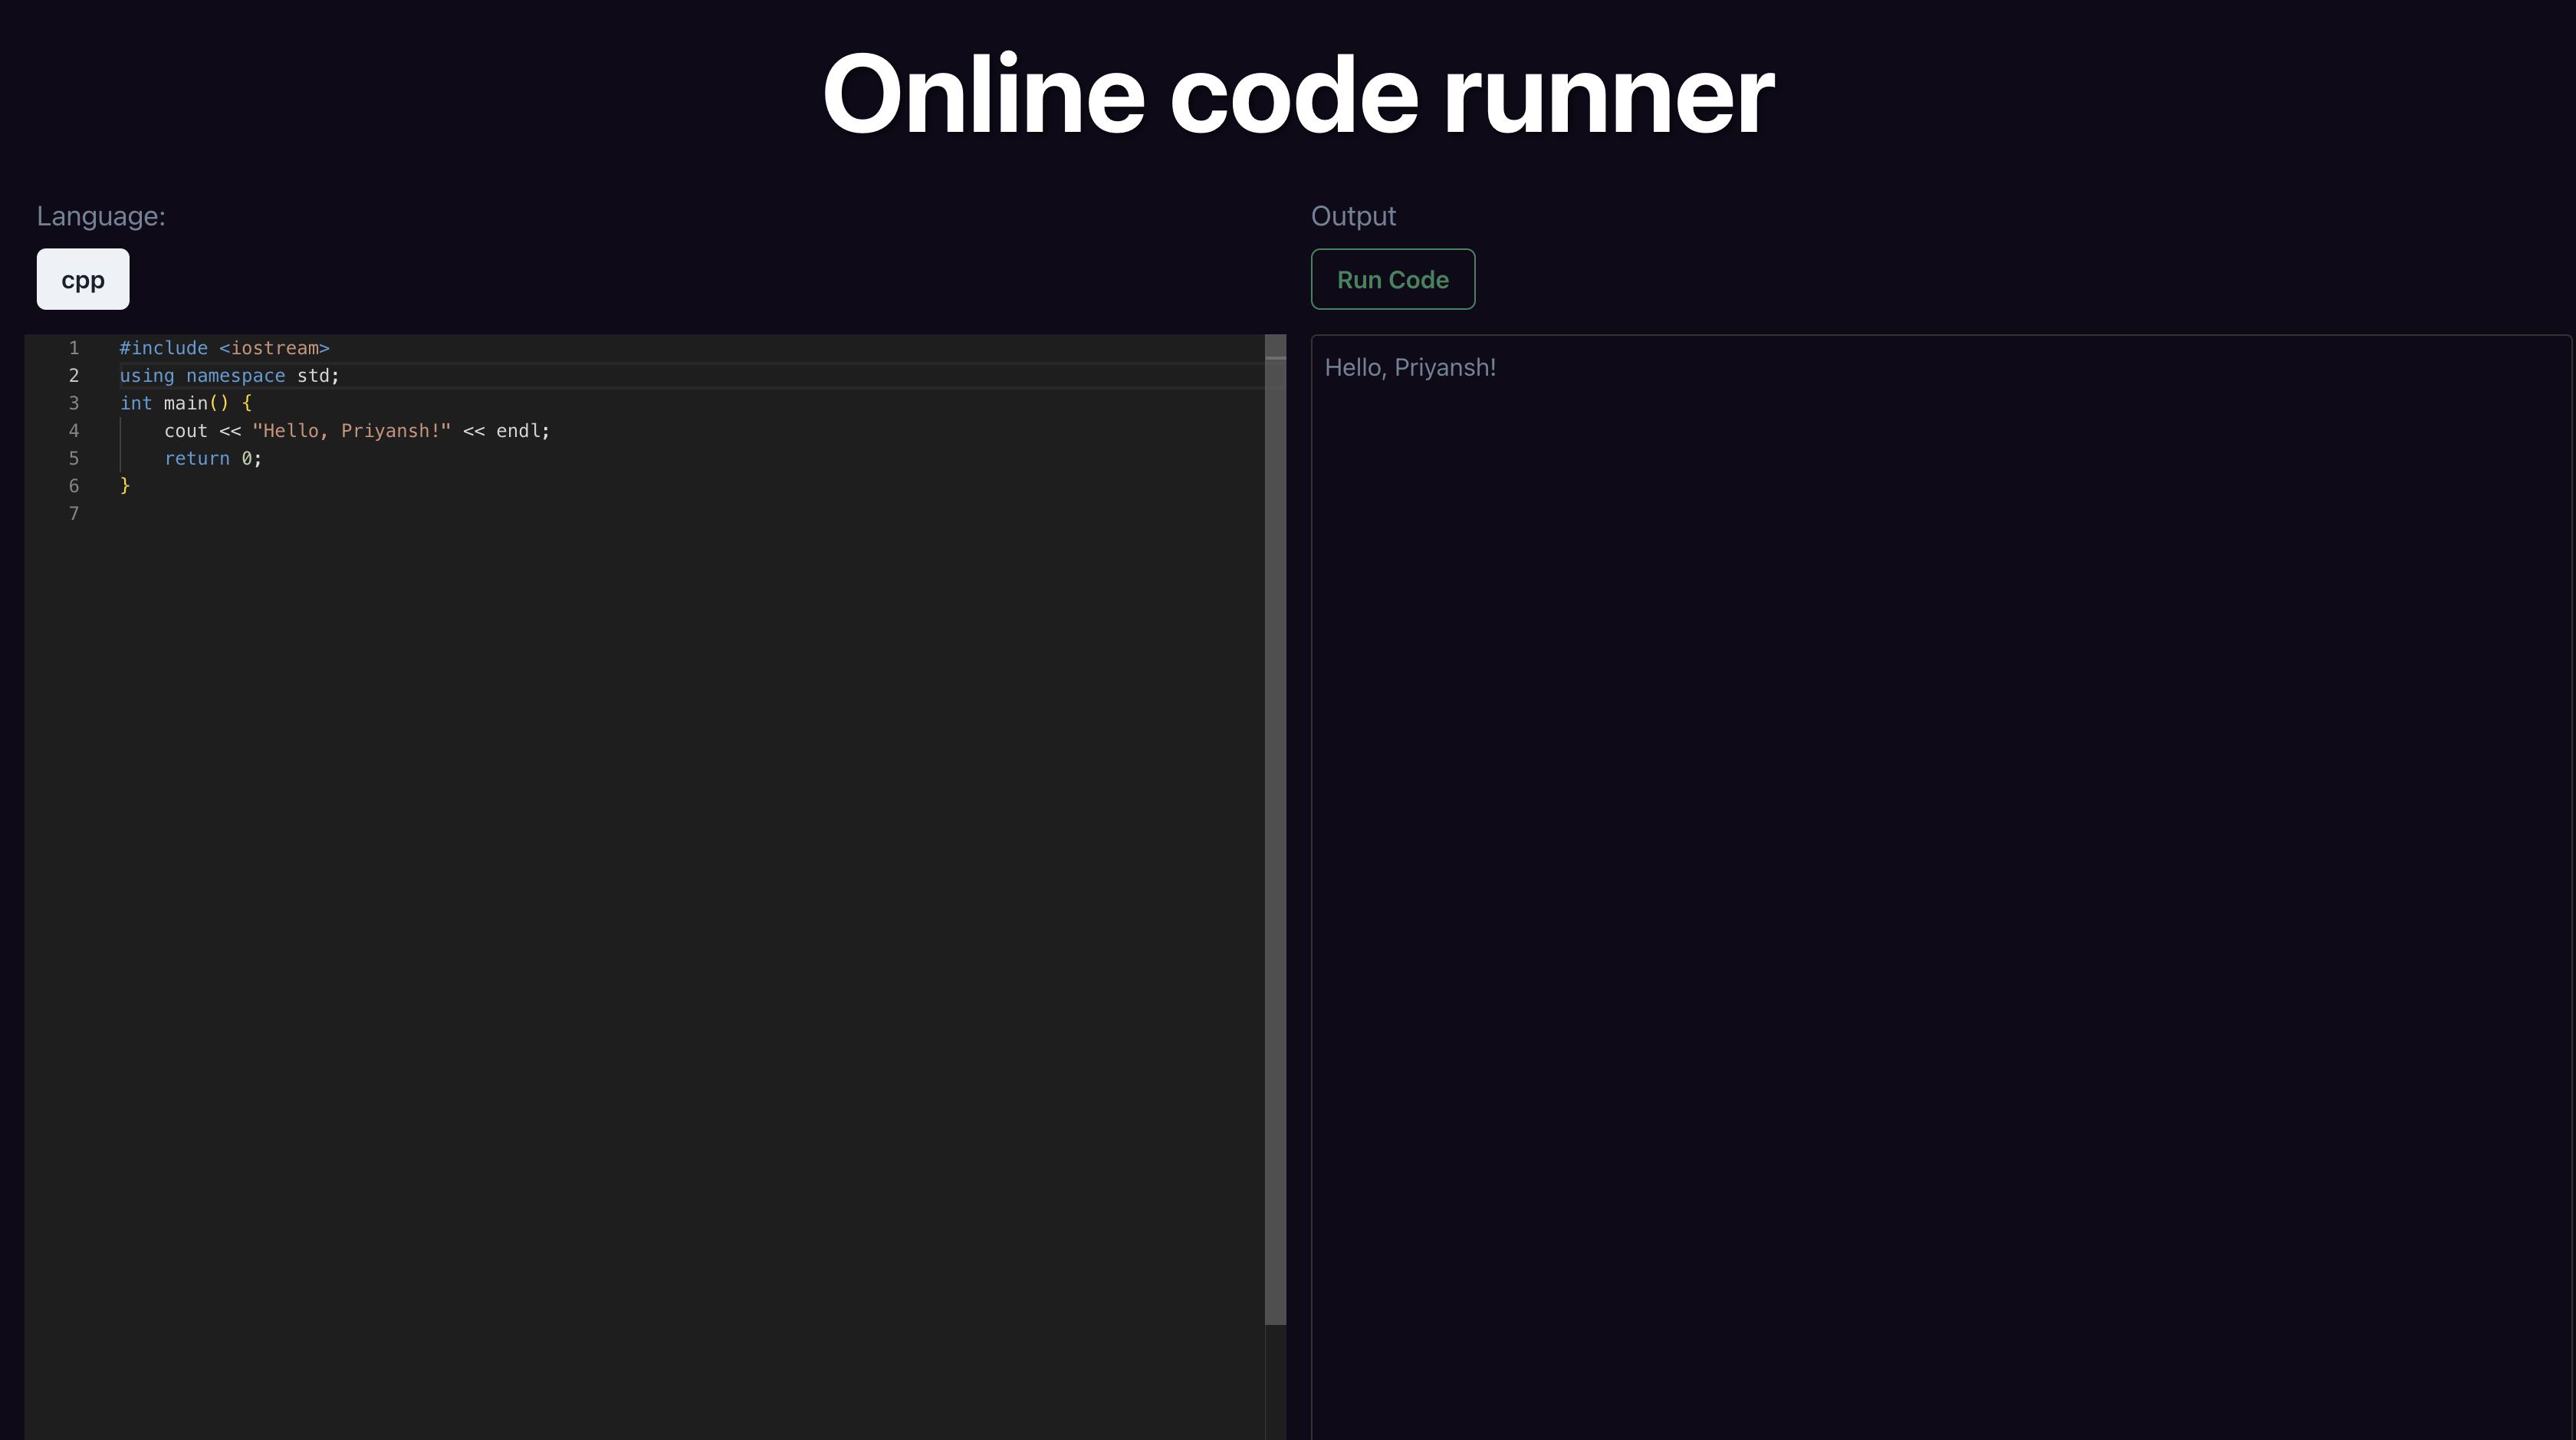 Online code runner
Language:
cpp
1 #include <iostream>
2 using namespace std;
3 int main() {
4     cout << "Hello, Priyansh!" << endl;
5     return 0;
6 }
7
Output
Run Code
Hello, Priyansh!